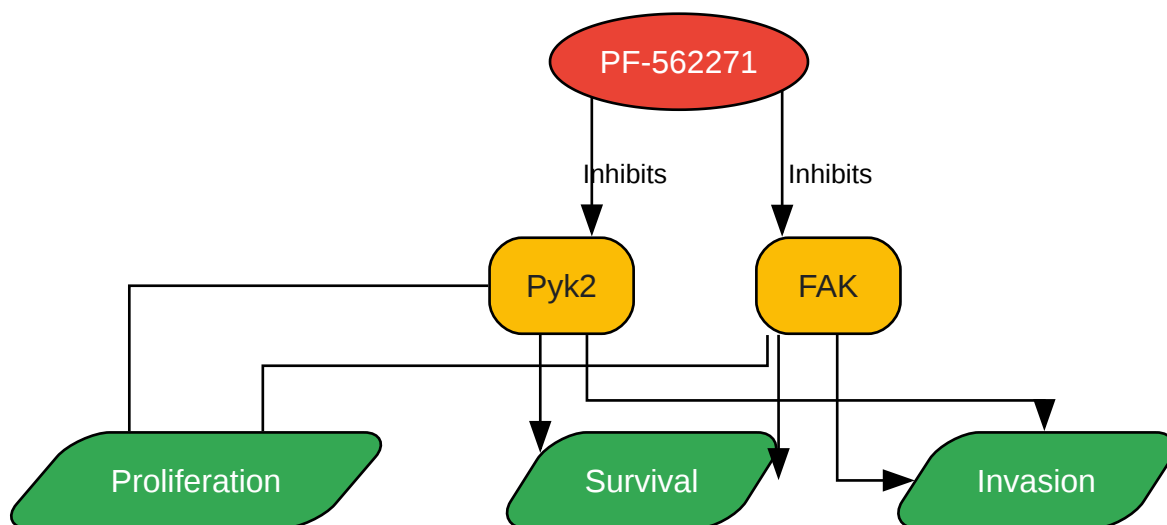 PF-562271
Inhibits
Inhibits
Pyk2
FAK
Proliferation
Survival
Invasion